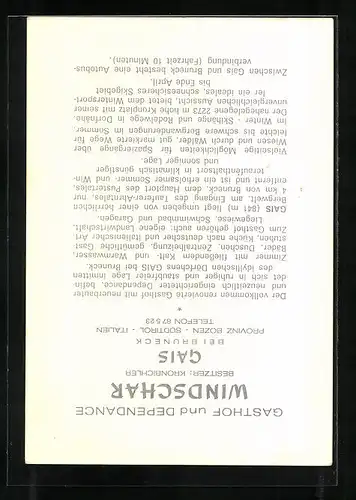 GASTHOF und DEPENDANCE
WINDSCHAR
BESITZER: KRONBICHLER
GAIS
BEI BRUNECK
PROVINZ BOZEN - SÜDTIROL - ITALIEN
TELEFON 87523
*
Der vollkommen renovierte Gasthof mit neuerbauter
und neuzeitlich eingerichteter Dependance, befin-
det sich in ruhiger und staubfreier Lage inmitten
des idyllischen Dörfchens GAIS bei Bruneck.
Zimmer mit fließendem Kalt- und Warmwasser,
Bäder, Duschen, Zentralheizung, gemütliche Gast-
stuben, Küche nach deutscher und italienischer Art.
Zum Gasthof gehören auch: eigene Landwirtschaft,
Liegewiese, Schwimmbad und Garagen.
GAIS (841 m) liegt umgeben von einer herrlichen
Bergwelt, am Eingang des Tauferer-Ahrntales, nur
4 km von Bruneck, dem Hauptort des Pustertales,
entfernt und ist ein erholsamer Sommer- und Win-
teraufenthaltsort in klimatisch günstiger
und sonniger Lage.
Vielseitige Möglichkeiten für Spaziergänge über
Wiesen und durch Wälder, gut markierte Wege für
leichte bis schwere Bergwanderungen im Sommer
im Winter - Skihänge und Rodelwege in Dorfnähe.
Der nahegelegene 2273 m hohe Kronplatz mit seiner
unvergleichlichen Aussicht, bietet dem Wintersport-
ler ein ideales, schneesicheres Skigebiet
bis Ende April.
Zwischen Gais und Bruneck besteht eine Autobus-
verbindung (Fahrzeit 10 Minuten).